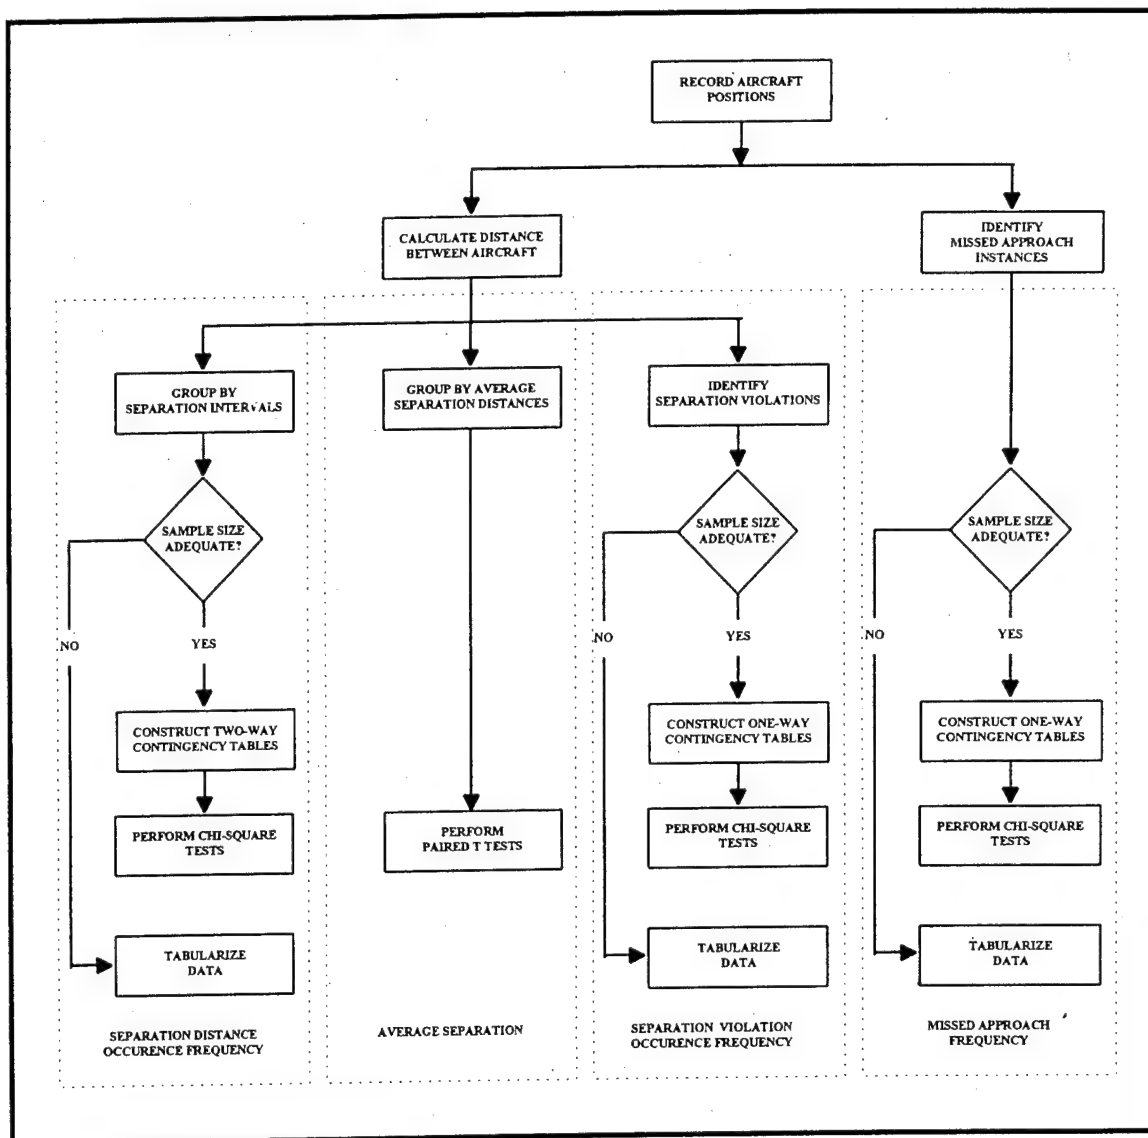 RECORD AIRCRAFT
POSITIONS
CALCULATE DISTANCE
BETWEEN AIRCRAFT
IDENTIFY
MISSED APPROACH
INSTANCES
GROUP BY
SEPARATION INTERVALS
GROUP BY AVERAGE
SEPARATION DISTANCES
IDENTIFY
SEPARATION VIOLATIONS
SAMPLE SIZE
ADEQUATE?
SAMPLE SIZE
ADEQUATE?
SAMPLE SIZE
ADEQUATE?
NO
YES
NO
YES
NO
YES
CONSTRUCT TWO-WAY
CONTINGENCY TABLES
CONSTRUCT ONE-WAY
CONTINGENCY TABLES
CONSTRUCT ONE-WAY
CONTINGENCY TABLES
PERFORM CHI-SQUARE
TESTS
PERFORM
PAIRED T TESTS
PERFORM CHI-SQUARE
TESTS
PERFORM CHI-SQUARE
TESTS
TABULARIZE
DATA
TABULARIZE
DATA
TABULARIZE
DATA
SEPARATION DISTANCE
OCCURENCE FREQUENCY
AVERAGE SEPARATION
SEPARATION VIOLATION
OCCURENCE FREQUENCY
MISSED APPROACH
FREQUENCY